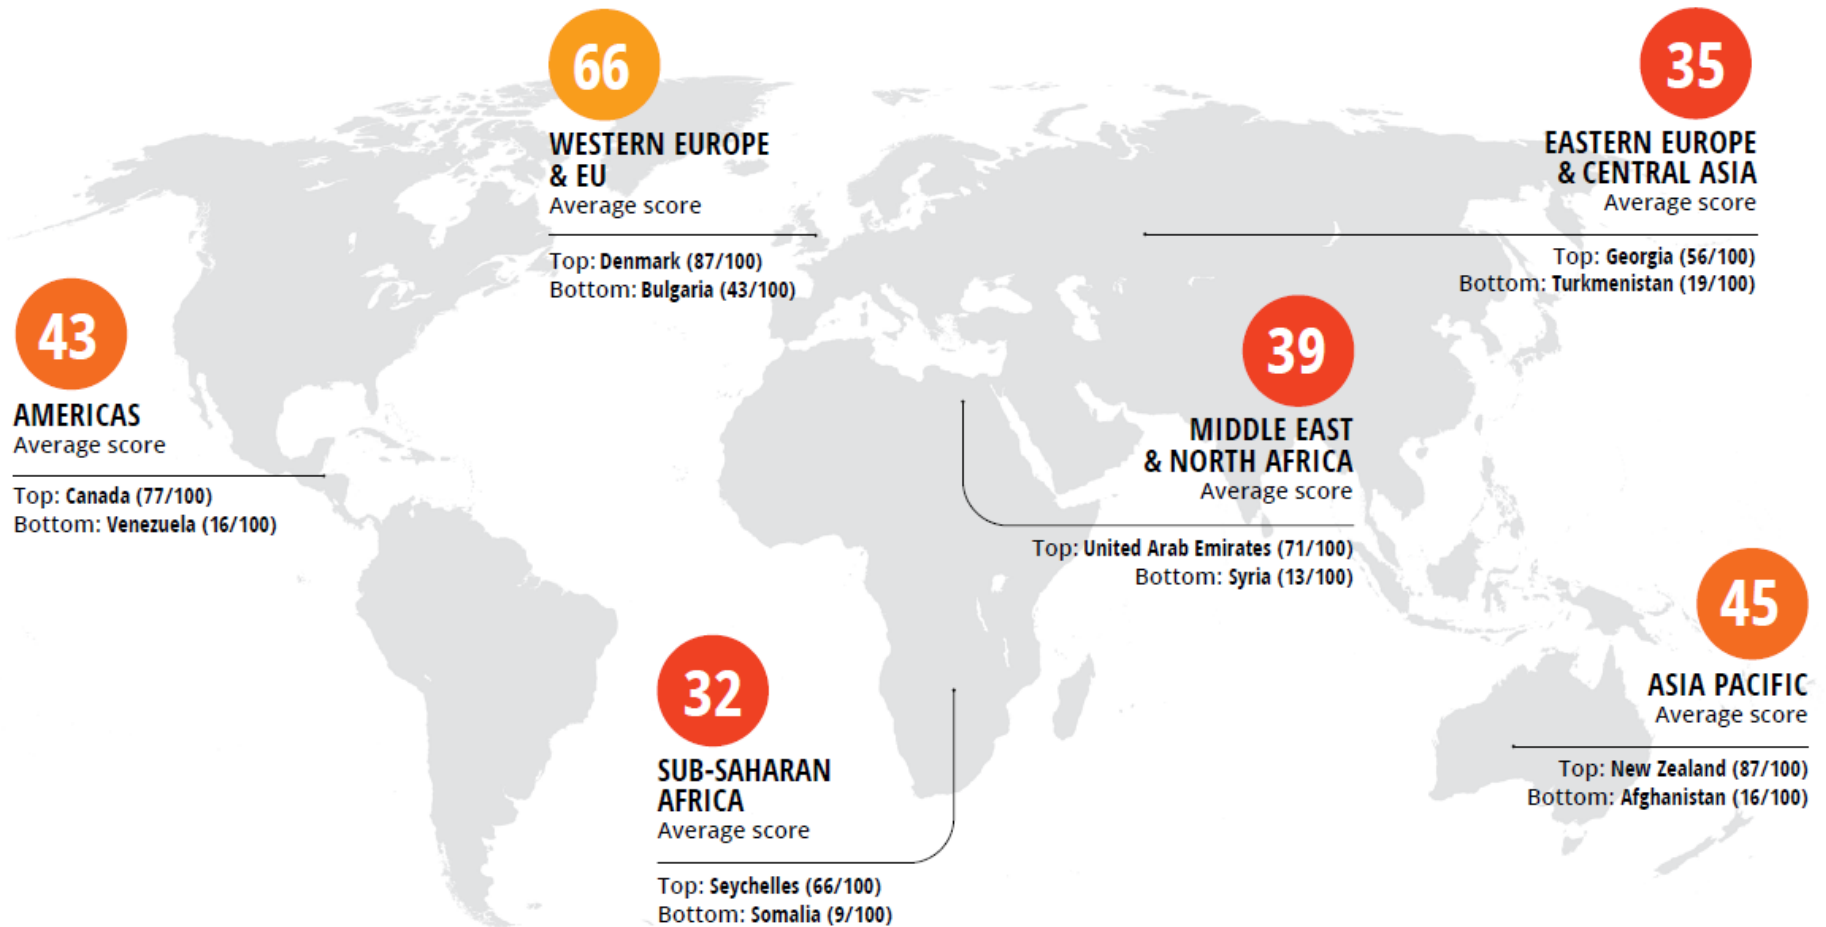 66
WESTERN EUROPE
& EU
Average score
Top: Denmark (87/100)
Bottom: Bulgaria (43/100)
35
EASTERN EUROPE
& CENTRAL ASIA
Average score
Top: Georgia (56/100)
Bottom: Turkmenistan (19/100)
43
AMERICAS
Average score
Top: Canada (77/100)
Bottom: Venezuela (16/100)
39
MIDDLE EAST
& NORTH AFRICA
Average score
Top: United Arab Emirates (71/100)
Bottom: Syria (13/100)
32
SUB-SAHARAN
AFRICA
Average score
Top: Seychelles (66/100)
Bottom: Somalia (9/100)
45
ASIA PACIFIC
Average score
Top: New Zealand (87/100)
Bottom: Afghanistan (16/100)